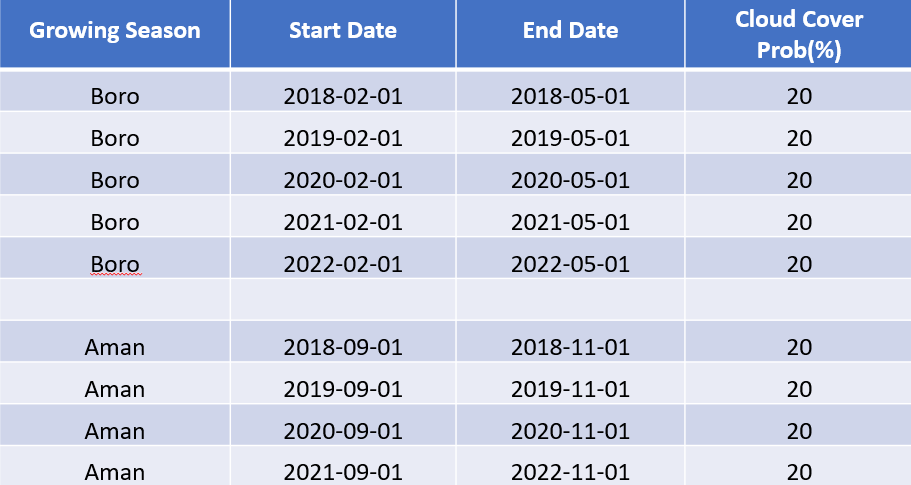 Growing Season Start Date End Date Cloud Cover Prob(%)
Boro 2018-02-01 2018-05-01 20
Boro 2019-02-01 2019-05-01 20
Boro 2020-02-01 2020-05-01 20
Boro 2021-02-01 2021-05-01 20
Boro 2022-02-01 2022-05-01 20
Aman 2018-09-01 2018-11-01 20
Aman 2019-09-01 2019-11-01 20
Aman 2020-09-01 2020-11-01 20
Aman 2021-09-01 2022-11-01 20